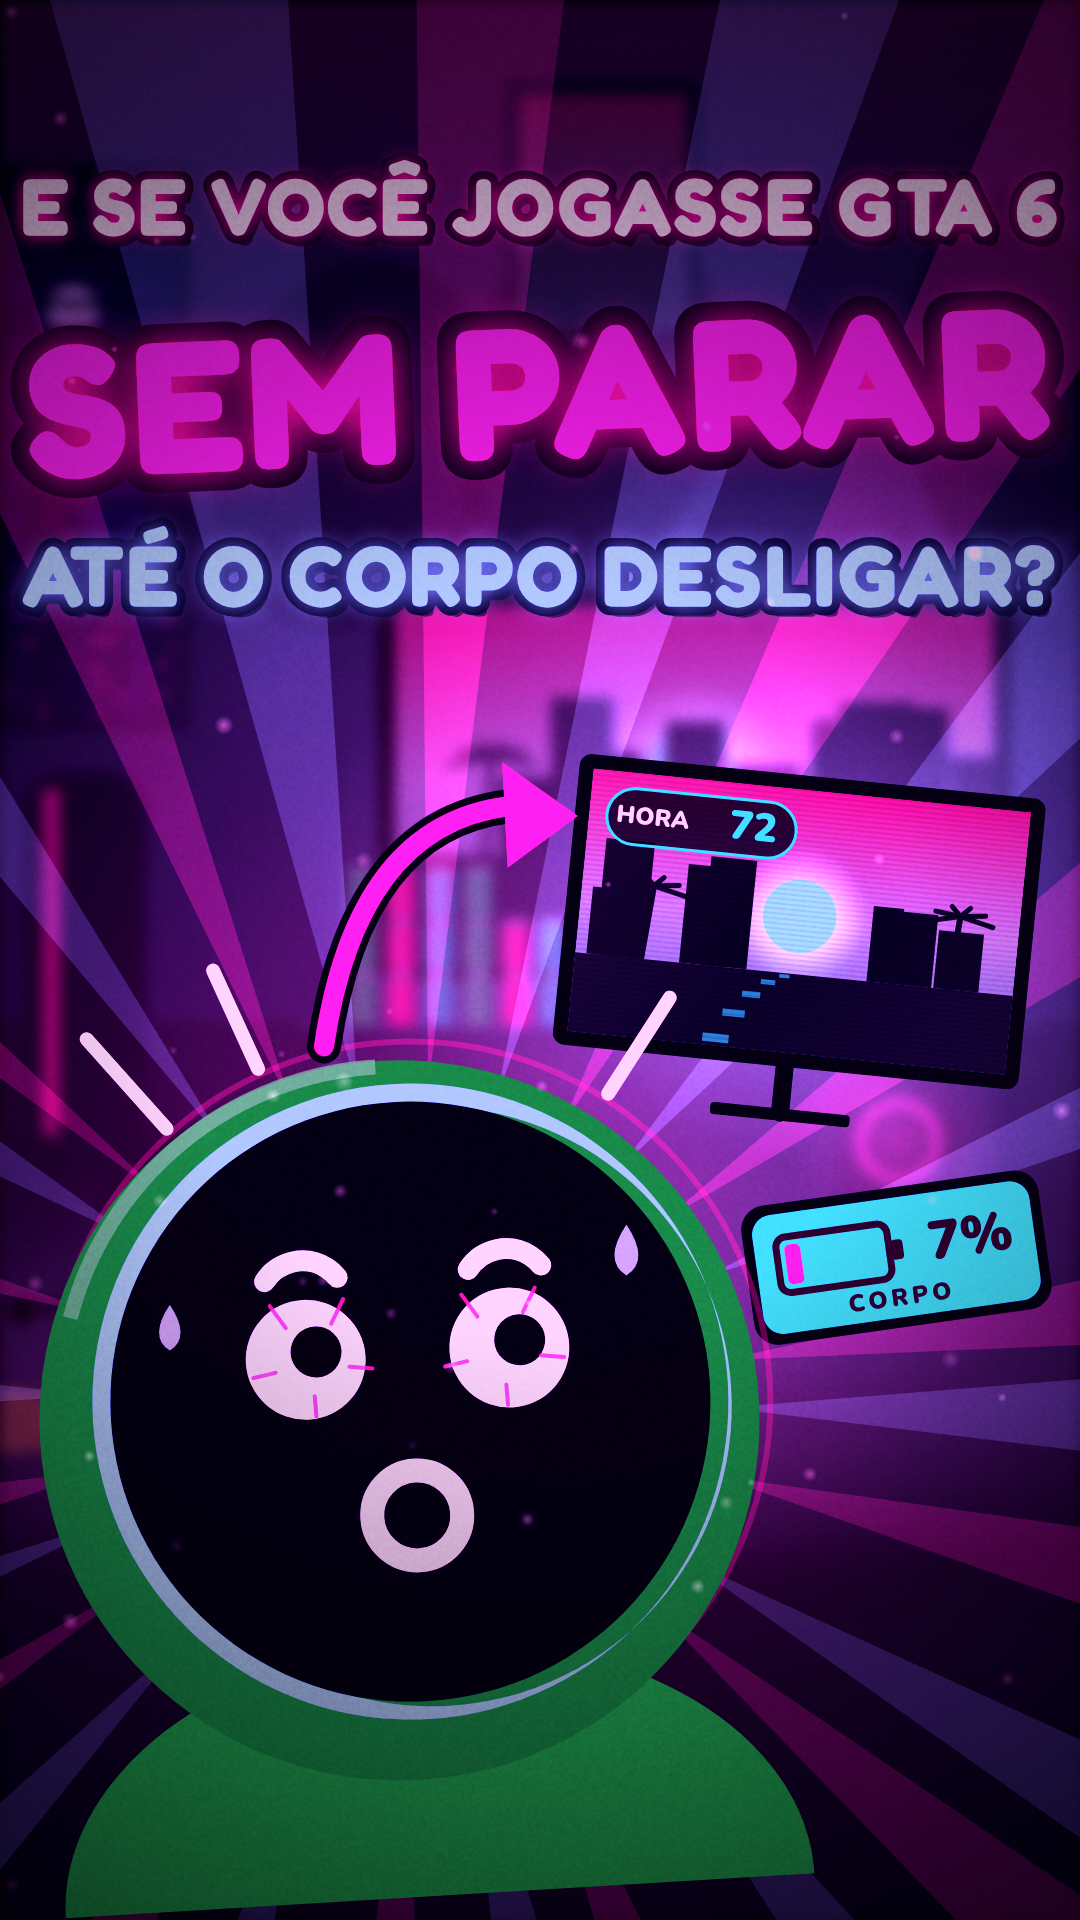 E SE VOCÊ JOGASSE GTA 6
SEM PARAR
ATÉ O CORPO DESLIGAR?
HORA 72
7%
CORPO